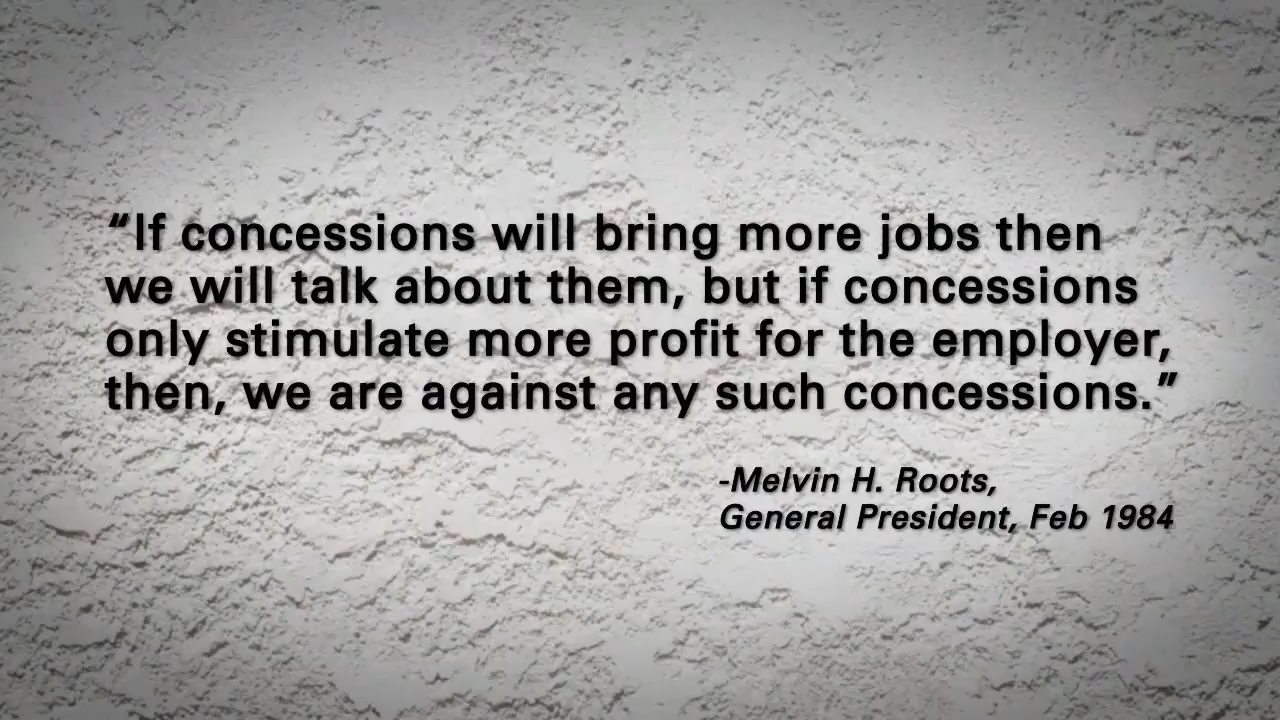 “If concessions will bring more jobs then
we will talk about them, but if concessions
only stimulate more profit for the employer,
then, we are against any such concessions.”
-Melvin H. Roots,
General President, Feb 1984